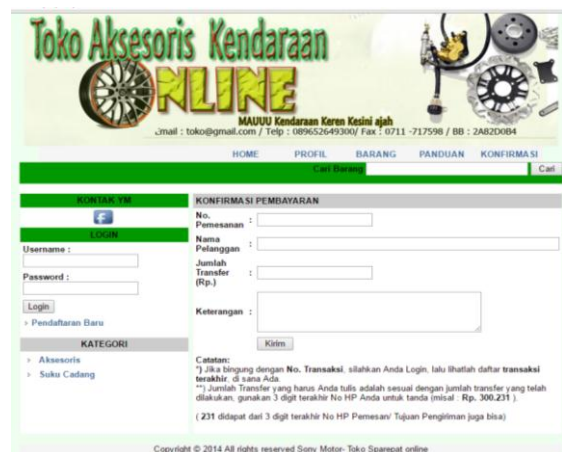 Toko Aksesoris Kendaraan
ONLINE
MAUUU Kendaraan Keren Kesini ajah
Email : toko@gmail.com / Telp : 089652649300/ Fax : 0711 -717598 / BB : 2A82D0B4
HOME PROFIL BARANG PANDUAN KONFIRMASI
Cari Barang Cari
KONTAK YM
LOGIN
Username :
Password :
Login
> Pendaftaran Baru
KATEGORI
> Aksesoris
> Suku Cadang
KONFIRMASI PEMBAYARAN
No.
Pemesanan :
Nama
Pelanggan :
Jumlah
Transfer :
(Rp.)
Keterangan :
Kirim
Catatan:
*) Jika bingung dengan No. Transaksi, silahkan Anda Login, lalu lihatlah daftar transaksi
terakhir, di sana Ada.
**) Jumlah Transfer yang harus Anda tulis adalah sesuai dengan jumlah transfer yang telah
dilakukan, gunakan 3 digit terakhir No HP Anda untuk tanda (misal : Rp. 300.231 ).
( 231 didapat dari 3 digit terakhir No HP Pemesan/ Tujuan Pengiriman juga bisa)
Copyright © 2014 All rights reserved Sony Motor- Toko Sparepat online